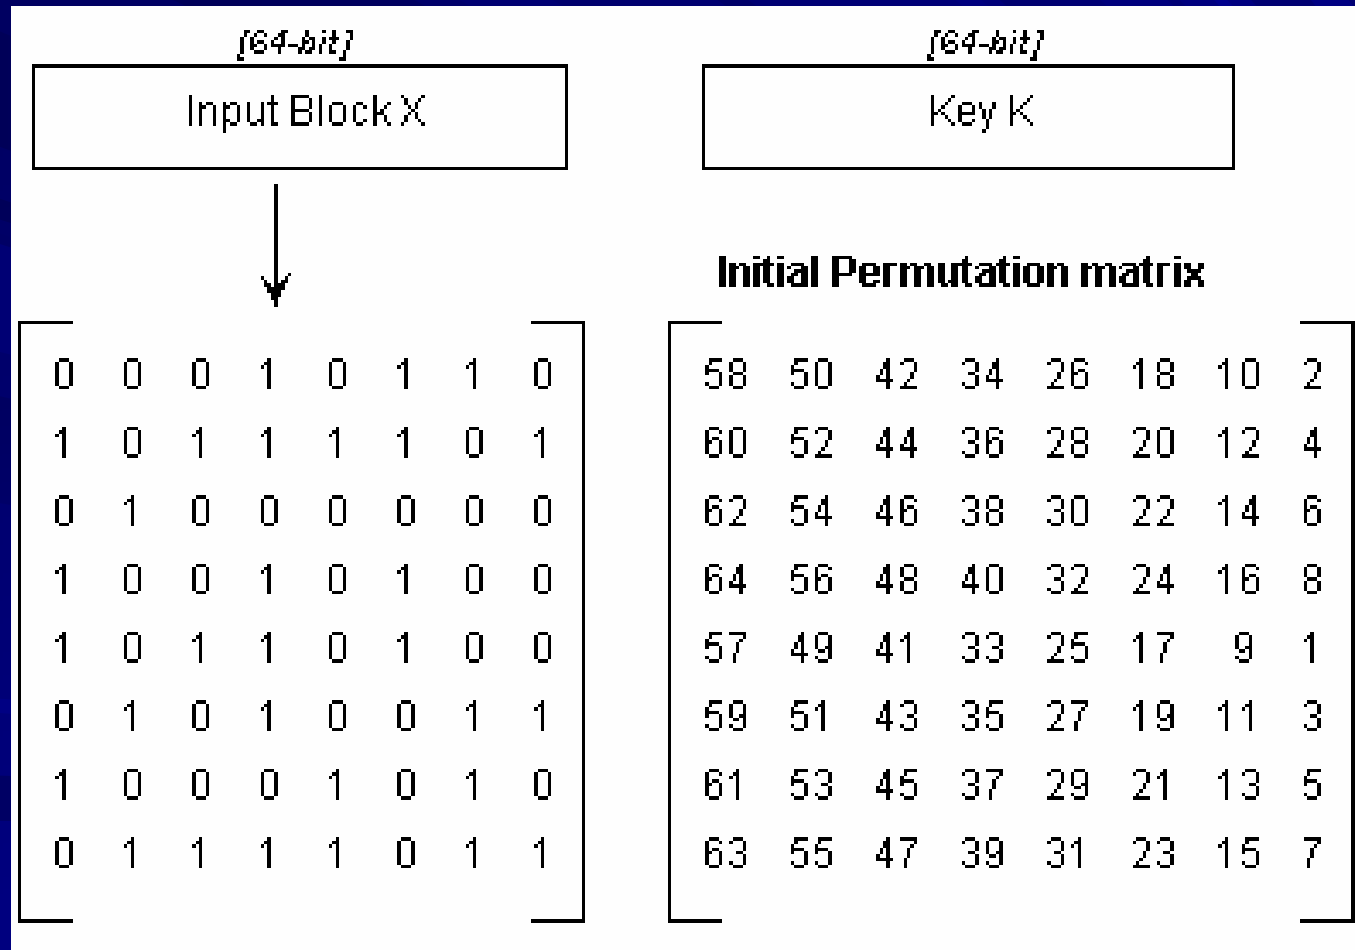 [64-bit] [64-bit]
Input Block X Key K
Initial Permutation matrix
0 0 0 1 0 1 1 0 58 50 42 34 26 18 10 2
1 0 1 1 1 1 0 1 60 52 44 36 28 20 12 4
0 1 0 0 0 0 0 0 62 54 46 38 30 22 14 6
1 0 0 1 0 1 0 0 64 56 48 40 32 24 16 8
1 0 1 1 0 1 0 0 57 49 41 33 25 17 9 1
0 1 0 1 0 0 1 1 59 51 43 35 27 19 11 3
1 0 0 0 1 0 1 0 61 53 45 37 29 21 13 5
0 1 1 1 1 0 1 1 63 55 47 39 31 23 15 7